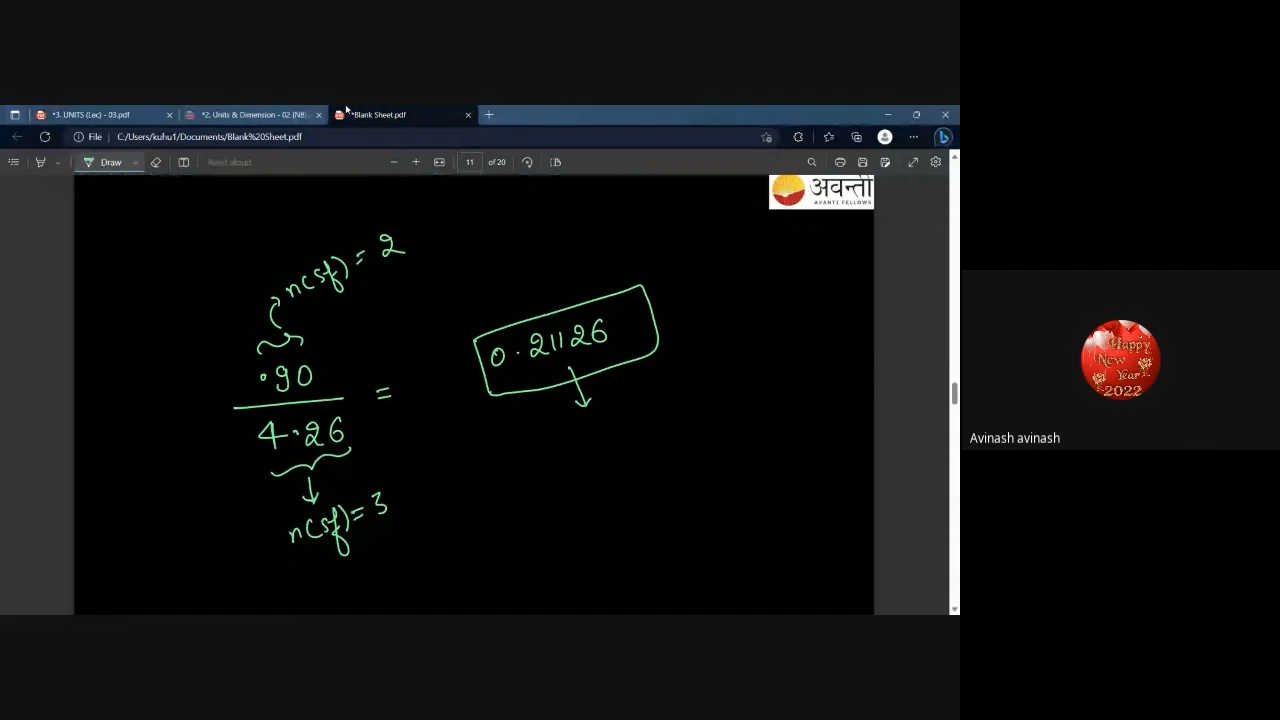 *3. UNITS (Lec) - 03.pdf
*2. Units & Dimension - 02 (NB).
*Blank Sheet.pdf
File
C:/Users/kuhu1/Documents/Blank%20Sheet.pdf
Draw
Read aloud
11 of 20
अवन्ती
AVANTI FELLOWS
n(sf) = 2
.90
4.26
=
0.21126
n(sf) = 3
Happy
New
Year
2022
Avinash avinash